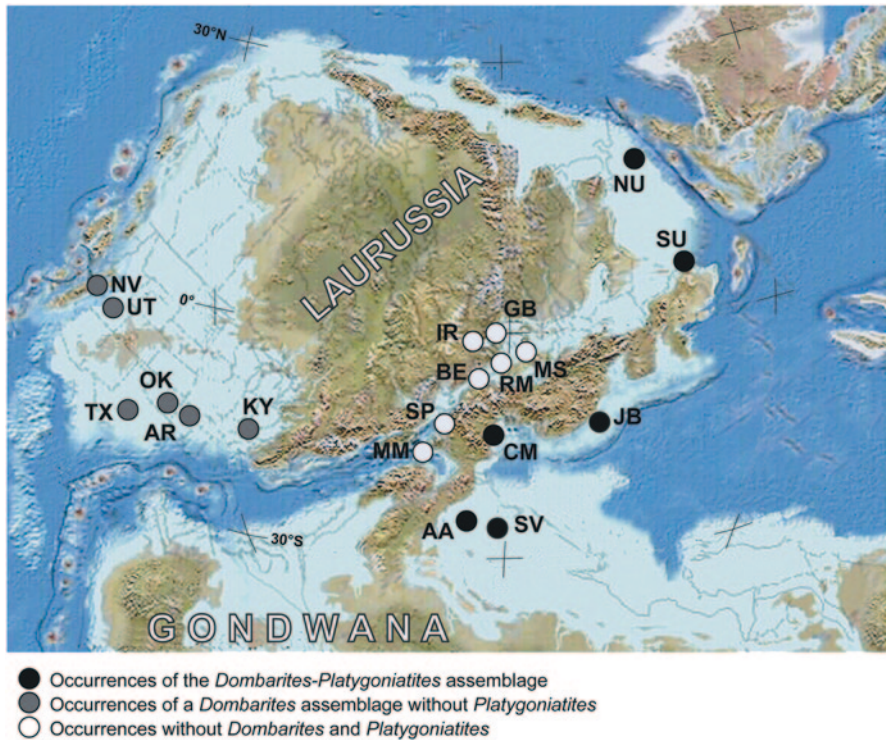 30°N
NU
LAURUSSIA
SU
NV
UT
0°
GB
IR
MS
RM
BE
OK
TX
AR
KY
SP
JB
MM
CM
AA
SV
30°S
GONDWANA
Occurrences of the Dombarites-Platygoniatites assemblage
Occurrences of a Dombarites assemblage without Platygoniatites
Occurrences without Dombarites and Platygoniatites